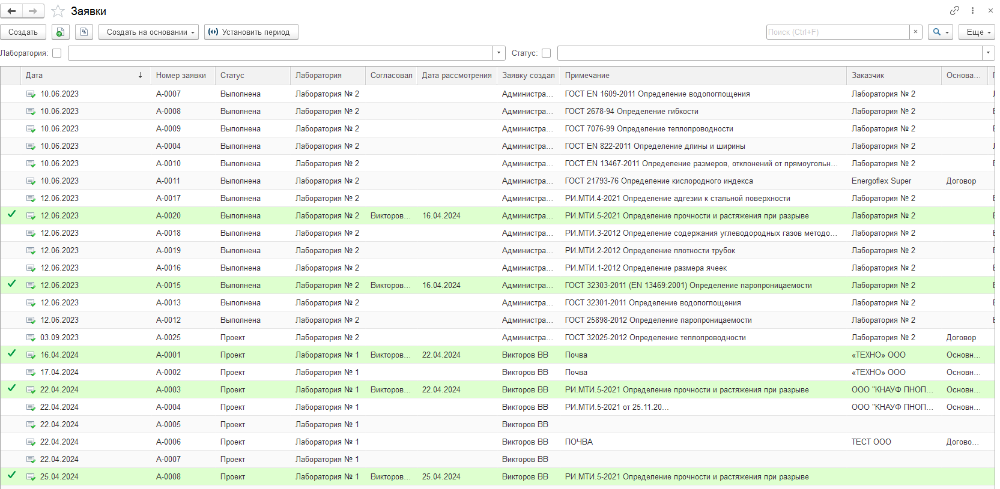 Заявки
Создать Создать на основании Установить период Поиск (Ctrl+F) × Еще
Лаборатория: Статус:
Дата ↓ Номер заявки Статус Лаборатория Согласовал Дата рассмотрения Заявку создал Примечание Заказчик Основа...
10.06.2023 А-0007 Выполнена Лаборатория № 2 Администра... ГОСТ EN 1609-2011 Определение водопоглощения Лаборатория № 2
10.06.2023 А-0008 Выполнена Лаборатория № 2 Администра... ГОСТ 2678-94 Определение гибкости Лаборатория № 2
10.06.2023 А-0009 Выполнена Лаборатория № 2 Администра... ГОСТ 7076-99 Определение теплопроводности Лаборатория № 2
10.06.2023 А-0004 Выполнена Лаборатория № 2 Администра... ГОСТ EN 822-2011 Определение длины и ширины Лаборатория № 2
10.06.2023 А-0010 Выполнена Лаборатория № 2 Администра... ГОСТ EN 13467-2011 Определение размеров, отклонений от прямоугольн... Лаборатория № 2
10.06.2023 А-0011 Выполнена Лаборатория № 2 Администра... ГОСТ 21793-76 Определение кислородного индекса Energoflex Super Договор
12.06.2023 А-0017 Выполнена Лаборатория № 2 Администра... РИ.МТИ.4-2021 Определение адгезии к стальной поверхности Лаборатория № 2
12.06.2023 А-0020 Выполнена Лаборатория № 2 Викторов... 16.04.2024 Администра... РИ.МТИ.5-2021 Определение прочности и растяжения при разрыве Лаборатория № 2
12.06.2023 А-0018 Выполнена Лаборатория № 2 Администра... РИ.МТИ.3-2012 Определение содержания углеводородных газов методо... Лаборатория № 2
12.06.2023 А-0019 Выполнена Лаборатория № 2 Администра... РИ.МТИ.2-2012 Определение плотности трубок Лаборатория № 2
12.06.2023 А-0016 Выполнена Лаборатория № 2 Администра... РИ.МТИ.1-2012 Определение размера ячеек Лаборатория № 2
12.06.2023 А-0015 Выполнена Лаборатория № 2 Викторов... 16.04.2024 Администра... ГОСТ 32303-2011 (EN 13469:2001) Определение паропроницаемости Лаборатория № 2
12.06.2023 А-0013 Выполнена Лаборатория № 2 Администра... ГОСТ 32301-2011 Определение водопоглощения Лаборатория № 2
12.06.2023 А-0012 Выполнена Лаборатория № 2 Администра... ГОСТ 25898-2012 Определение паропроницаемости Лаборатория № 2
03.09.2023 А-0025 Проект Лаборатория № 2 Администра... ГОСТ 32025-2012 Определение теплопроводности Лаборатория № 2 Договор
16.04.2024 А-0001 Проект Лаборатория № 1 Викторов... 22.04.2024 Викторов ВВ Почва «ТЕХНО» ООО Основн...
17.04.2024 А-0002 Проект Лаборатория № 1 Викторов ВВ Почва «ТЕХНО» ООО Основн...
22.04.2024 А-0003 Проект Лаборатория № 1 Викторов... 22.04.2024 Викторов ВВ РИ.МТИ.5-2021 Определение прочности и растяжения при разрыве ООО "КНАУФ ПНОП... Основн...
22.04.2024 А-0004 Проект Лаборатория № 1 Викторов ВВ РИ.МТИ.5-2021 от 25.11.20... ООО "КНАУФ ПНОП... Основн...
22.04.2024 А-0005 Проект Лаборатория № 1 Викторов ВВ
22.04.2024 А-0006 Проект Лаборатория № 1 Викторов ВВ ПОЧВА ТЕСТ ООО Догово...
22.04.2024 А-0007 Проект Лаборатория № 1 Викторов ВВ
25.04.2024 А-0008 Проект Лаборатория № 1 Викторов... 25.04.2024 Викторов ВВ РИ.МТИ.5-2021 Определение прочности и растяжения при разрыве